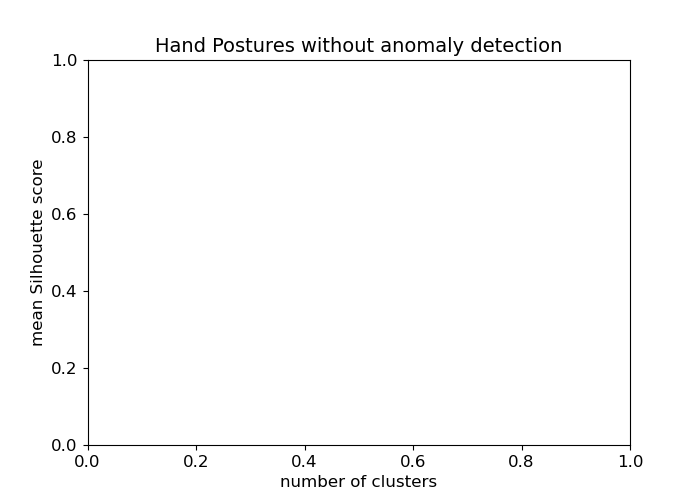 Hand Postures without anomaly detection
1.0
0.8
0.6
0.4
0.2
0.0
mean Silhouette score
0.0 0.2 0.4 0.6 0.8 1.0
number of clusters